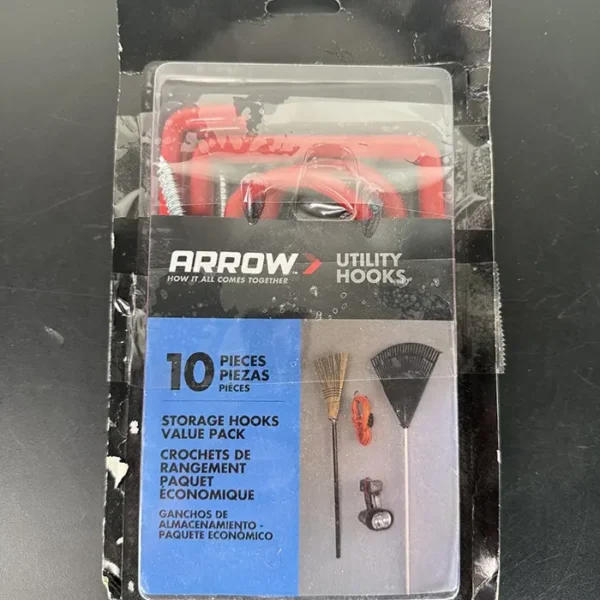 ARROW™
HOW IT ALL COMES TOGETHER
UTILITY
HOOKS
10
PIECES
PIEZAS
PIÈCES
STORAGE HOOKS
VALUE PACK
CROCHETS DE
RANGEMENT
PAQUET
ÉCONOMIQUE
GANCHOS DE
ALMACENAMIENTO -
PAQUETE ECONÓMICO